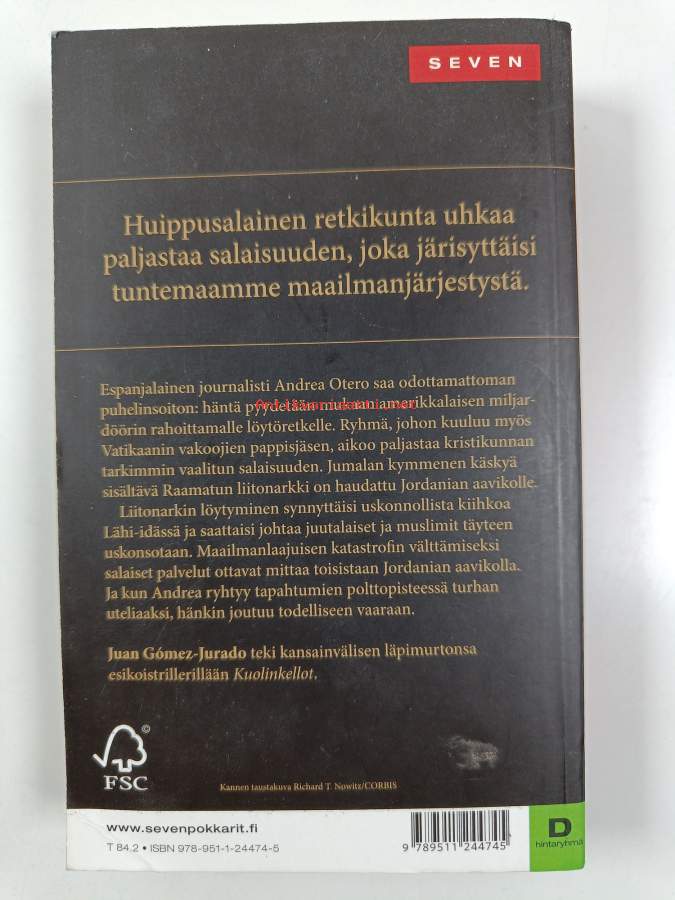 SEVEN
Huippusalainen retkikunta uhkaa
paljastaa salaisuuden, joka järisyttäisi
tuntemaamme maailmanjärjestystä.
Espanjalainen journalisti Andrea Otero saa odottamattoman
puhelinsoiton: häntä pyydetään mukaan amerikkalaisen miljar-
döörin rahoittamalle löytöretkelle. Ryhmä, johon kuuluu myös
Vatikaanin vakoojien pappisjäsen, aikoo paljastaa kristikunnan
tarkimmin vaalitun salaisuuden. Jumalan kymmenen käskyä
sisältävä Raamatun liitonarkki on haudattu Jordanian aavikolle.
Liitonarkin löytyminen synnyttäisi uskonnollista kiihkoa
Lähi-idässä ja saattaisi johtaa juutalaiset ja muslimit täyteen
uskonsotaan. Maailmanlaajuisen katastrofin välttämiseksi
salaiset palvelut ottavat mittaa toisistaan Jordanian aavikolla.
Ja kun Andrea ryhtyy tapahtumien polttopisteessä turhan
uteliaaksi, hänkin joutuu todelliseen vaaraan.
Juan Gómez-Jurado teki kansainvälisen läpimurtonsa
esikoistrillerillään Kuolinkellot.
©
FSC
Kannen taustakuva Richard T. Nowitz/CORBIS
www.sevenpokkarit.fi
T 84.2 • ISBN 978-951-1-24474-5
9 789511 244745
D
hintaryhmä